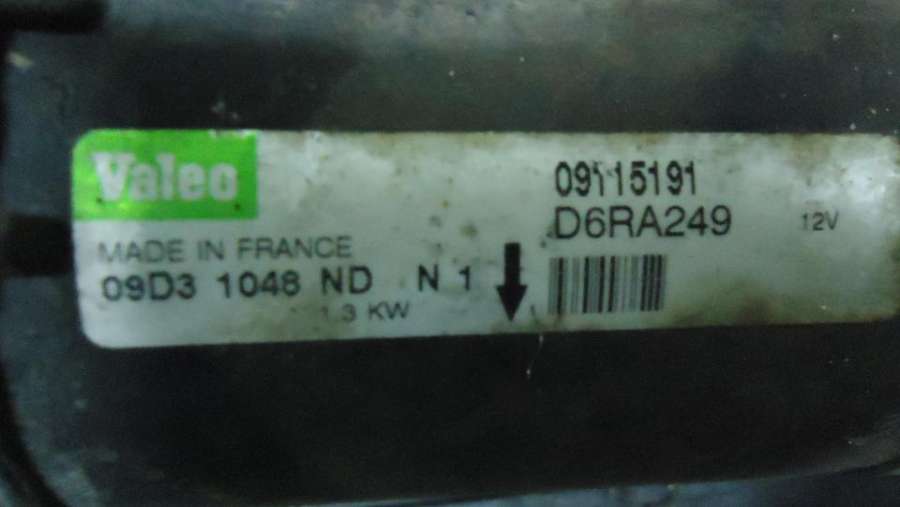 Valeo
MADE IN FRANCE
09D3 1048 ND N 1
1.3 KW
09115191
D6RA249
12V